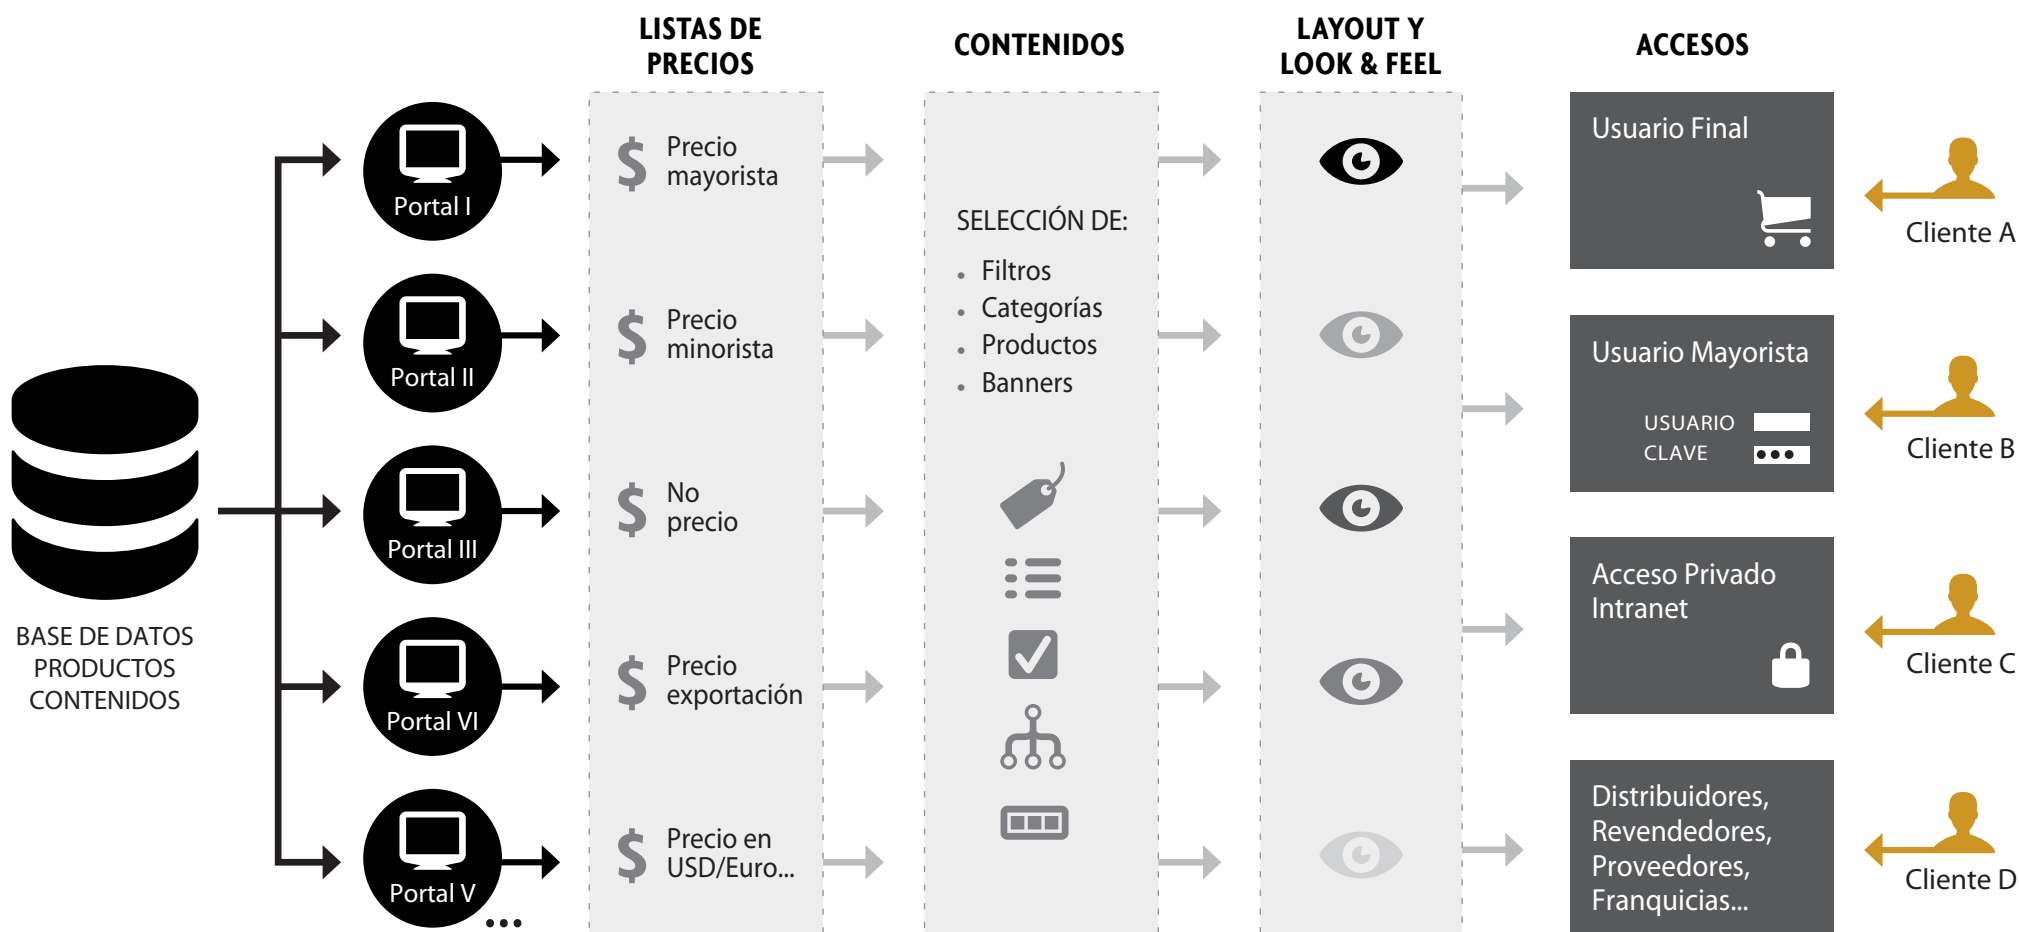 LISTAS DE
PRECIOS
CONTENIDOS
LAYOUT Y
LOOK & FEEL
ACCESOS
BASE DE DATOS
PRODUCTOS
CONTENIDOS
Portal I
Portal II
Portal III
Portal VI
Portal V
...
$ Precio
mayorista
$ Precio
minorista
$ No
precio
$ Precio
exportación
$ Precio en
USD/Euro...
SELECCIÓN DE:
• Filtros
• Categorías
• Productos
• Banners
Usuario Final
Usuario Mayorista
USUARIO
CLAVE
Acceso Privado
Intranet
Distribuidores,
Revendedores,
Proveedores,
Franquicias...
Cliente A
Cliente B
Cliente C
Cliente D